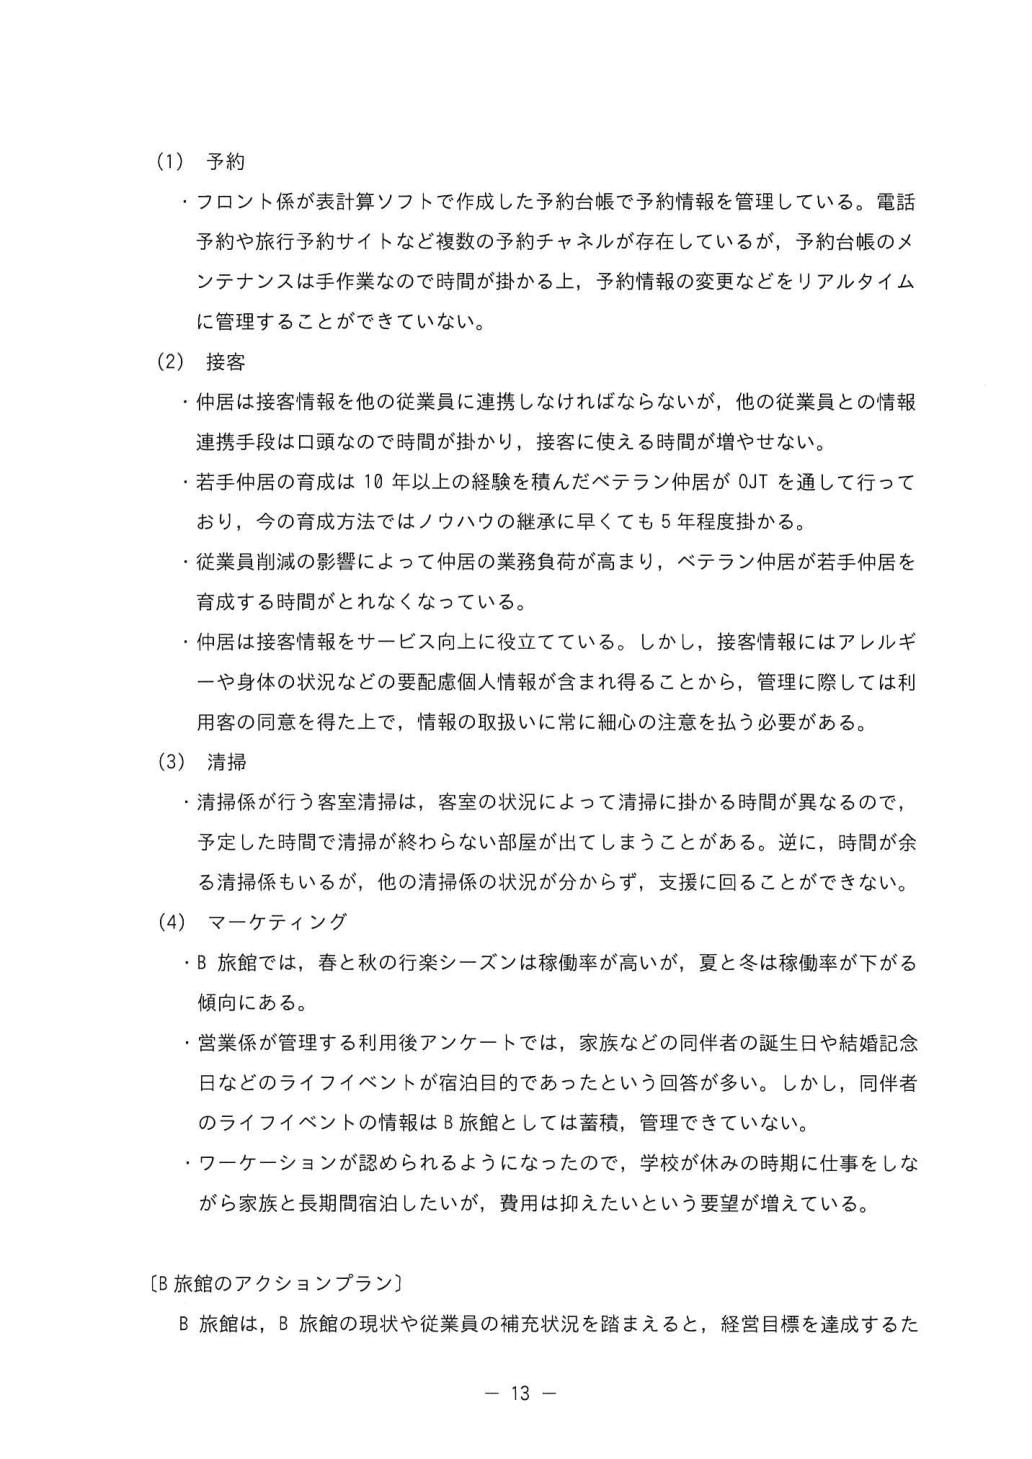 (1) 予約
・フロント係が表計算ソフトで作成した予約台帳で予約情報を管理している。電話
予約や旅行予約サイトなど複数の予約チャネルが存在しているが，予約台帳のメ
ンテナンスは手作業なので時間が掛かる上，予約情報の変更などをリアルタイム
に管理することができていない。
(2) 接客
・仲居は接客情報を他の従業員に連携しなければならないが，他の従業員との情報
連携手段は口頭なので時間が掛かり，接客に使える時間が増やせない。
・若手仲居の育成は 10 年以上の経験を積んだベテラン仲居が OJT を通して行って
おり，今の育成方法ではノウハウの継承に早くても 5 年程度掛かる。
・従業員削減の影響によって仲居の業務負荷が高まり，ベテラン仲居が若手仲居を
育成する時間がとれなくなっている。
・仲居は接客情報をサービス向上に役立てている。しかし，接客情報にはアレルギ
ーや身体の状況などの要配慮個人情報が含まれ得ることから，管理に際しては利
用客の同意を得た上で，情報の取扱いに常に細心の注意を払う必要がある。
(3) 清掃
・清掃係が行う客室清掃は，客室の状況によって清掃に掛かる時間が異なるので，
予定した時間で清掃が終わらない部屋が出てしまうことがある。逆に，時間が余
る清掃係もいるが，他の清掃係の状況が分からず，支援に回ることができない。
(4) マーケティング
・B 旅館では，春と秋の行楽シーズンは稼働率が高いが，夏と冬は稼働率が下がる
傾向にある。
・営業係が管理する利用後アンケートでは，家族などの同伴者の誕生日や結婚記念
日などのライフイベントが宿泊目的であったという回答が多い。しかし，同伴者
のライフイベントの情報は B 旅館としては蓄積，管理できていない。
・ワーケーションが認められるようになったので，学校が休みの時期に仕事をしな
がら家族と長期間宿泊したいが，費用は抑えたいという要望が増えている。
〔B 旅館のアクションプラン〕
B 旅館は，B 旅館の現状や従業員の補充状況を踏まえると，経営目標を達成するた
― 13 ―